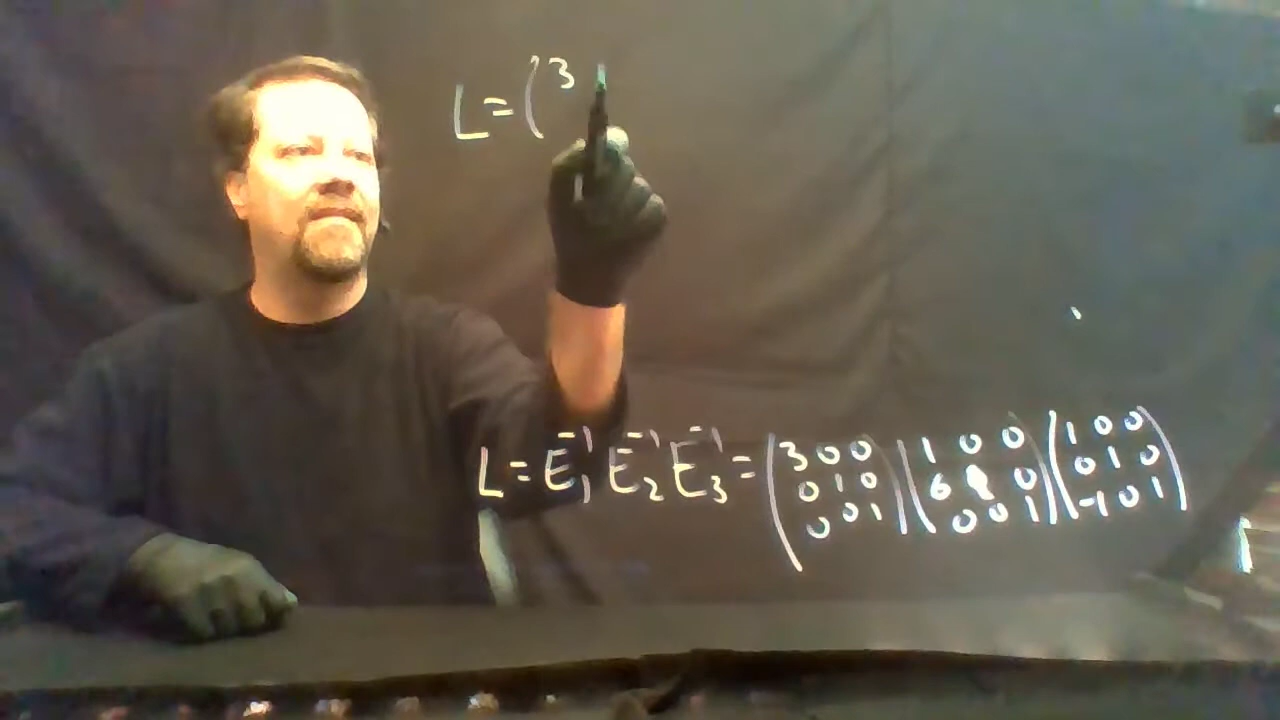 L = ( 3
L = E₁⁻¹ E₂⁻¹ E₃⁻¹ = ( 3 0 0 ) ( 1 0 0 ) ( 1 0 0 )
0 1 0 6 1 0 0 1 0
0 0 1 0 0 1 -1 0 1